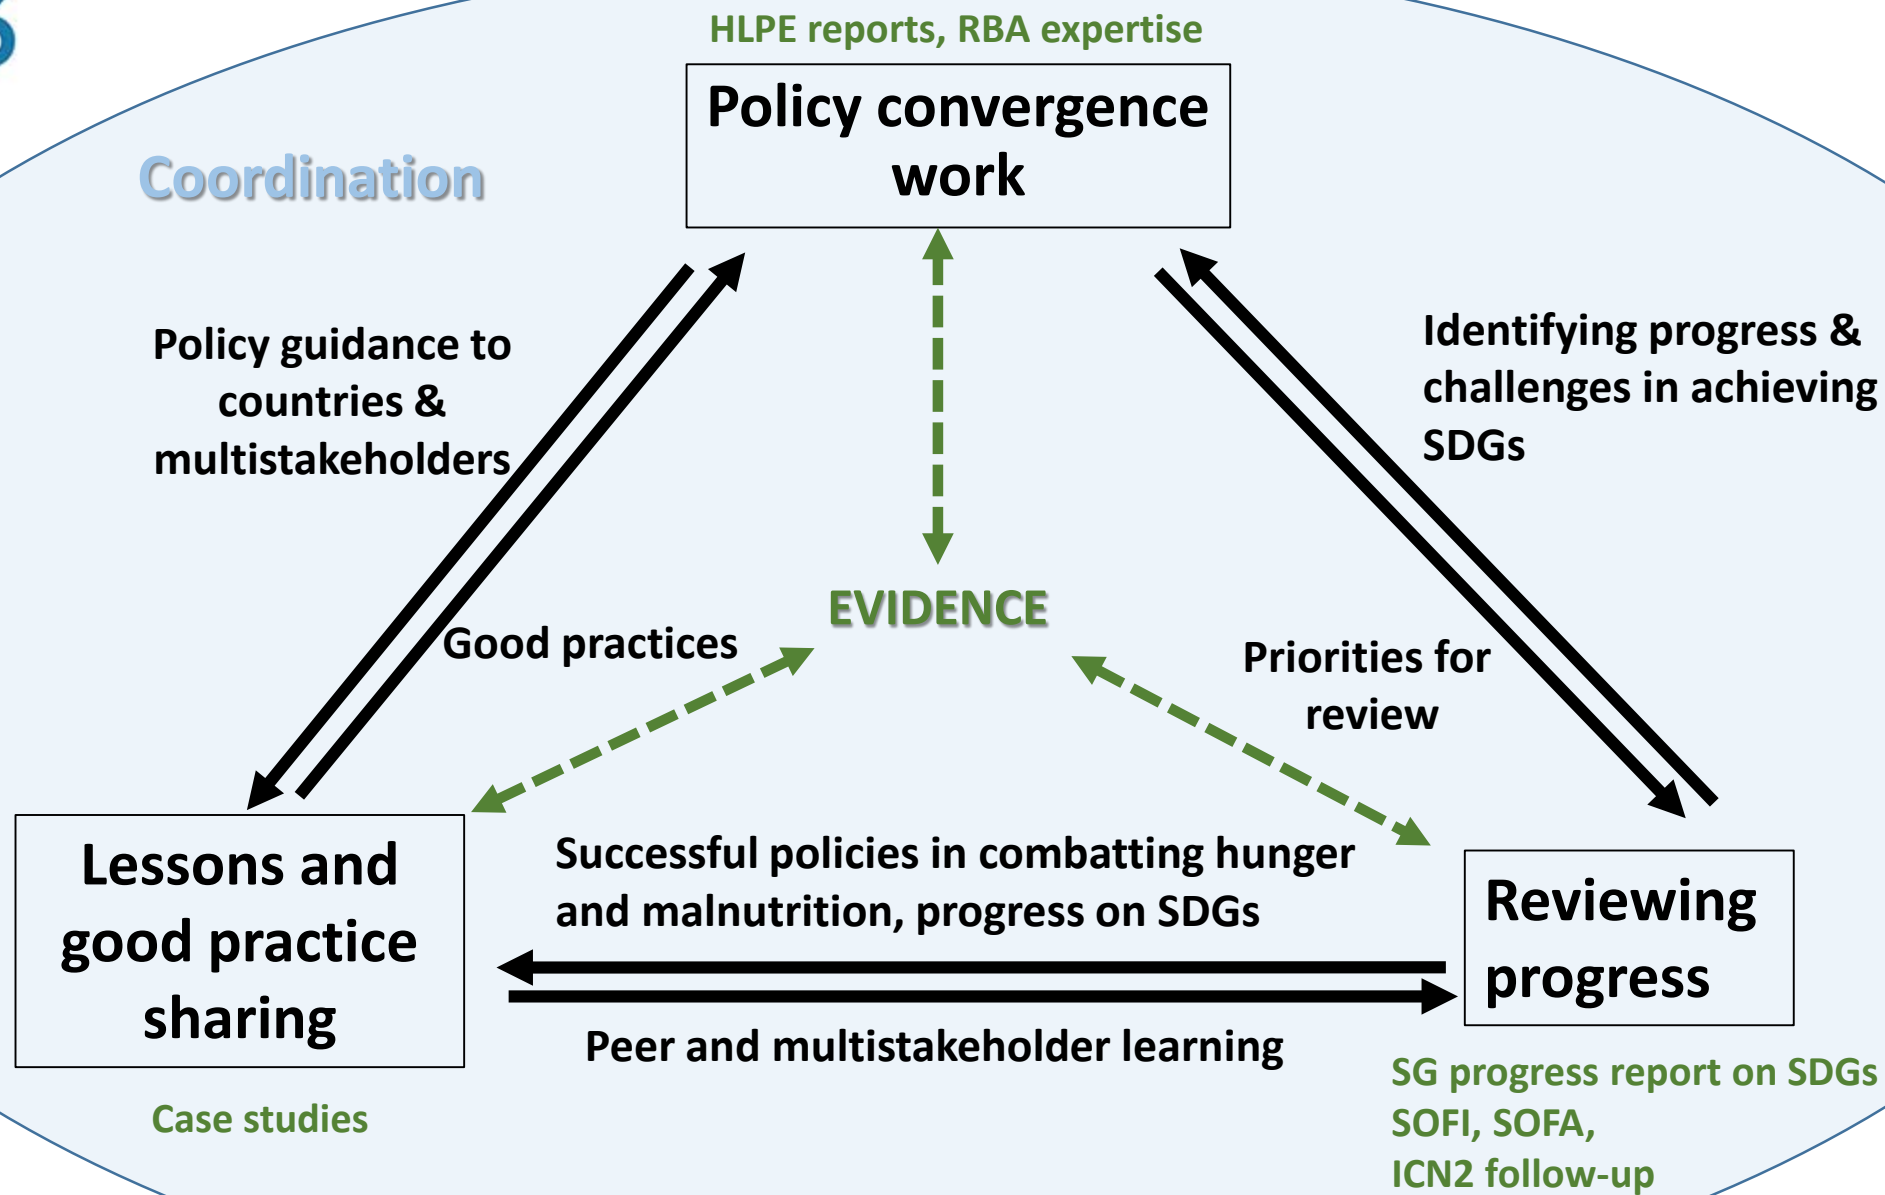 HLPE reports, RBA expertise
Policy convergence
work
Coordination
Policy guidance to
countries &
multistakeholders
Identifying progress &
challenges in achieving
SDGs
EVIDENCE
Good practices
Priorities for
review
Lessons and
good practice
sharing
Successful policies in combatting hunger
and malnutrition, progress on SDGs
Reviewing
progress
Peer and multistakeholder learning
Case studies
SG progress report on SDGs
SOFI, SOFA,
ICN2 follow-up